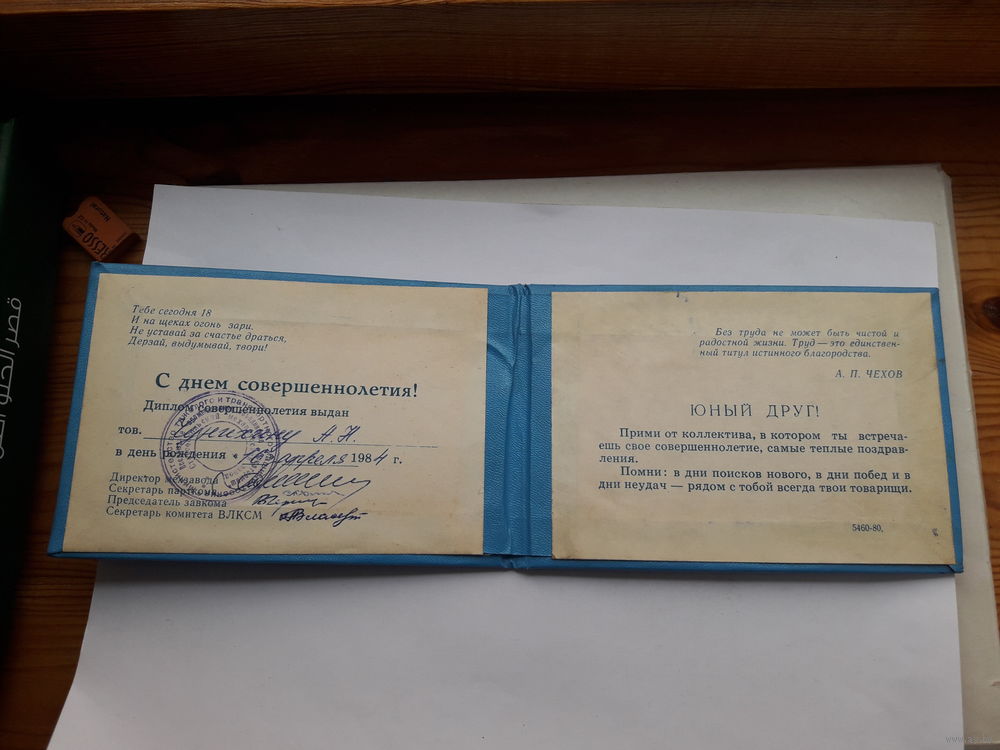 Тебе сегодня 18
И на щеках огонь зари.
Не уставай за счастье драться,
Дерзай, выдумывай, твори!
С днем совершеннолетия!
Диплом совершеннолетия выдан
тов. А. Н.
в день рождения « апреля 1984 г.
Директор мехзавода
Секретарь парткома
Председатель завкома
Секретарь комитета ВЛКСМ
Без труда не может быть чистой и
радостной жизни. Труд — это единствен-
ный титул истинного благородства.
А. П. ЧЕХОВ
ЮНЫЙ ДРУГ!
Прими от коллектива, в котором ты встреча-
ешь свое совершеннолетие, самые теплые поздрав-
ления.
Помни: в дни поисков нового, в дни побед и в
дни неудач — рядом с тобой всегда твои товарищи.
5460-80.